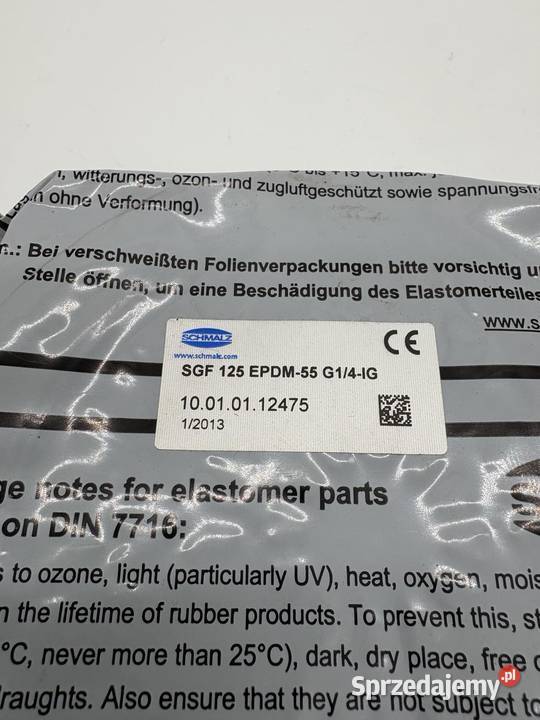 bis +15°C, max.
witterungs-, ozon- und zugluftgeschützt sowie
ohne Verformung).
Bei verschweißten Folienverpackungen bitte vorsichtig
Stelle öffnen, um eine Beschädigung des Elastomerteiles
www.s
SCHMALZ
www.schmalz.com
CE
SGF 125 EPDM-55 G1/4-IG
10.01.01.12475
1/2013
ge notes for elastomer parts
on DIN 7716:
s to ozone, light (particularly UV), heat, oxygen, mois
n the lifetime of rubber products. To prevent this, st
°C, never more than 25°C), dark, dry place, free
draughts. Also ensure that they are not subject to
Sprzedajemy.pl